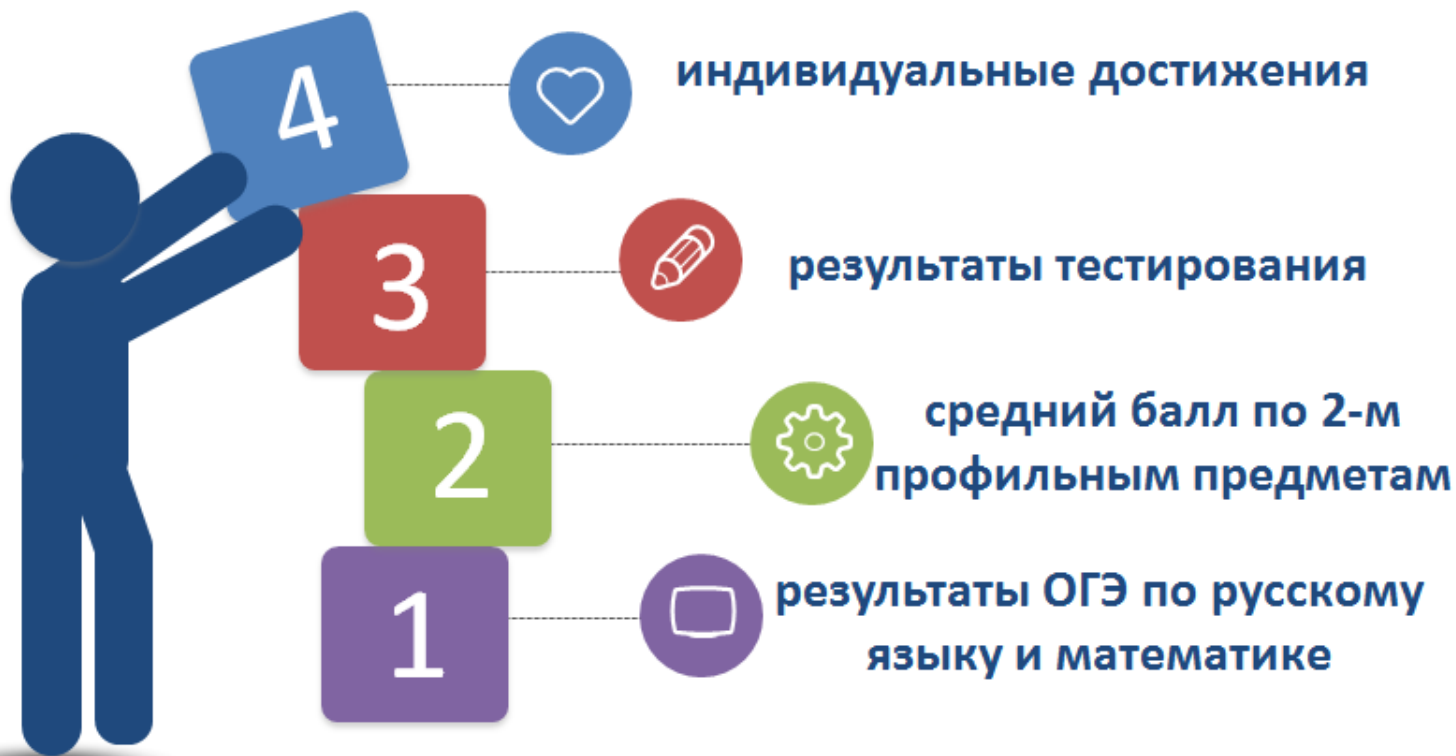 4
индивидуальные достижения
3
результаты тестирования
2
средний балл по 2-м
профильным предметам
1
результаты ОГЭ по русскому
языку и математике